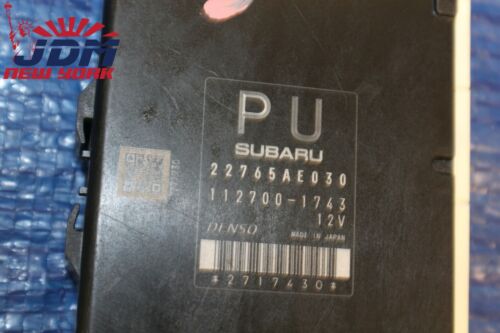 JDM
NEW YORK
PU
SUBARU
22765AE030
112700-1743
12V
DENSO
MADE IN JAPAN
*2717430*